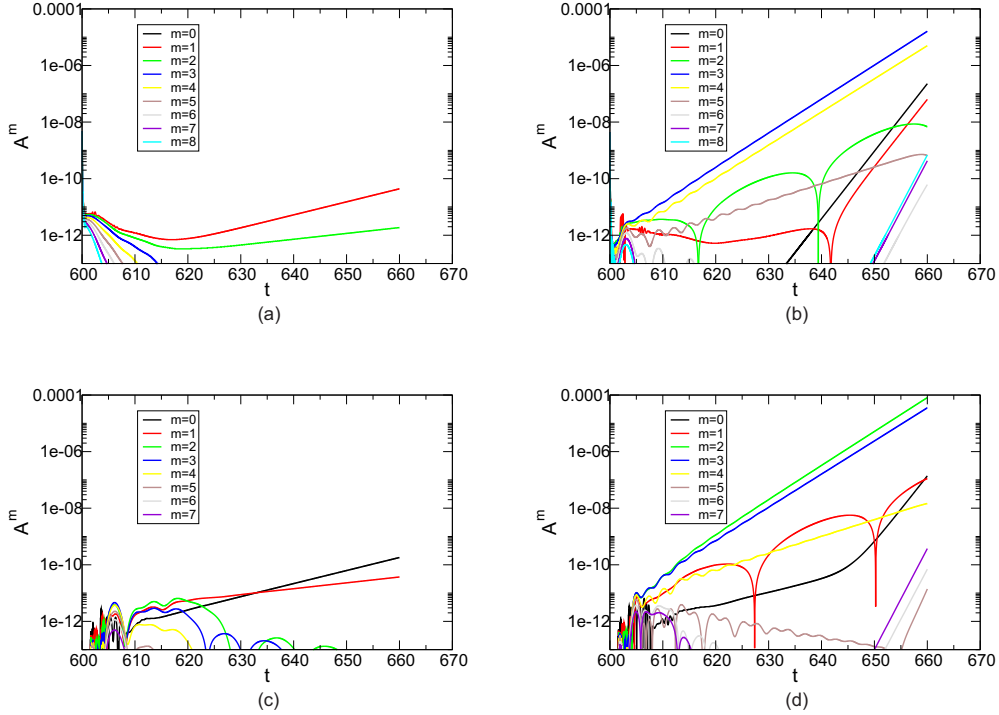 0.0001
1e-06
1e-08
1e-10
1e-12
A^m
m=0
m=1
m=2
m=3
m=4
m=5
m=6
m=7
m=8
600 610 620 630 640 650 660 670
t
(a)
0.0001
1e-06
1e-08
1e-10
1e-12
A^m
m=0
m=1
m=2
m=3
m=4
m=5
m=6
m=7
m=8
600 610 620 630 640 650 660 670
t
(b)
0.0001
1e-06
1e-08
1e-10
1e-12
A^m
m=0
m=1
m=2
m=3
m=4
m=5
m=6
m=7
600 610 620 630 640 650 660 670
t
(c)
0.0001
1e-06
1e-08
1e-10
1e-12
A^m
m=0
m=1
m=2
m=3
m=4
m=5
m=6
m=7
600 610 620 630 640 650 660 670
t
(d)